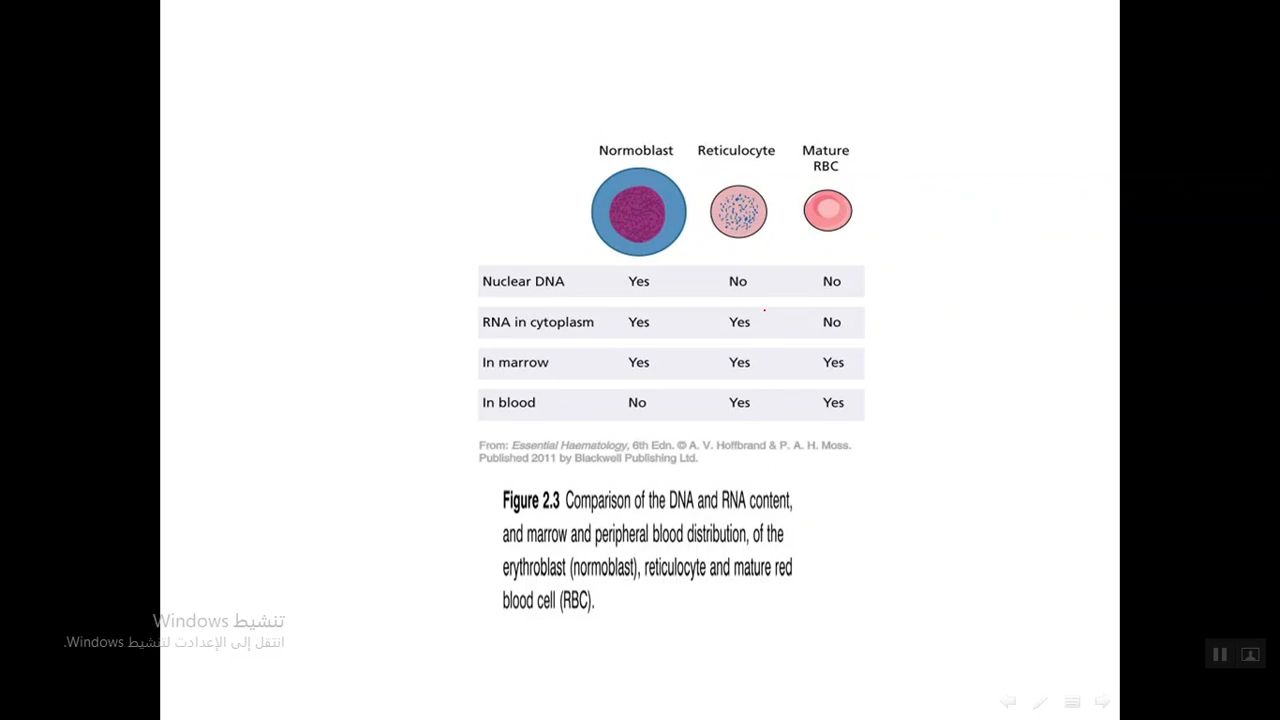 Normoblast Reticulocyte Mature
RBC
Nuclear DNA Yes No No
RNA in cytoplasm Yes Yes No
In marrow Yes Yes Yes
In blood No Yes Yes
From: Essential Haematology, 6th Edn. © A. V. Hoffbrand & P. A. H. Moss.
Published 2011 by Blackwell Publishing Ltd.
Figure 2.3 Comparison of the DNA and RNA content,
and marrow and peripheral blood distribution, of the
erythroblast (normoblast), reticulocyte and mature red
blood cell (RBC).
تنشيط Windows
انتقل إلى الإعدادت لتنشيط Windows.